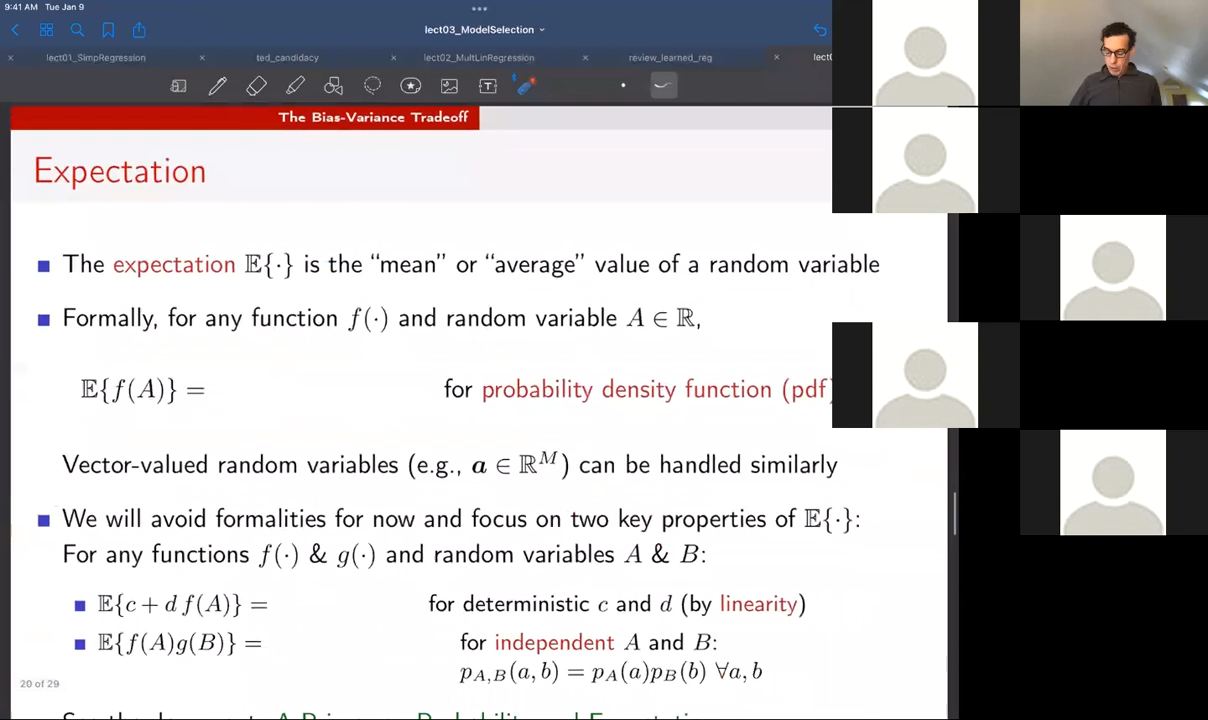 9:41 AM Tue Jan 9
lect03_ModelSelection
lect01_SimpRegression
ted_candidacy
lect02_MultLinRegression
review_learned_reg
The Bias-Variance Tradeoff
Expectation
The expectation 𝔼{·} is the “mean” or “average” value of a random variable
Formally, for any function f(·) and random variable A ∈ ℝ,
𝔼{f(A)} = for probability density function (pdf)
Vector-valued random variables (e.g., a ∈ ℝ^M) can be handled similarly
We will avoid formalities for now and focus on two key properties of 𝔼{·}:
For any functions f(·) & g(·) and random variables A & B:
𝔼{c + d f(A)} = for deterministic c and d (by linearity)
𝔼{f(A)g(B)} = for independent A and B:
p_{A,B}(a, b) = p_A(a)p_B(b) ∀a, b
20 of 29